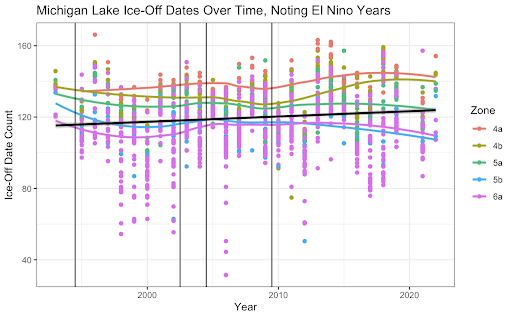 Michigan Lake Ice-Off Dates Over Time, Noting El Nino Years
Ice-Off Date Count
160
120
80
40
2000
2010
2020
Year
Zone
4a
4b
5a
5b
6a